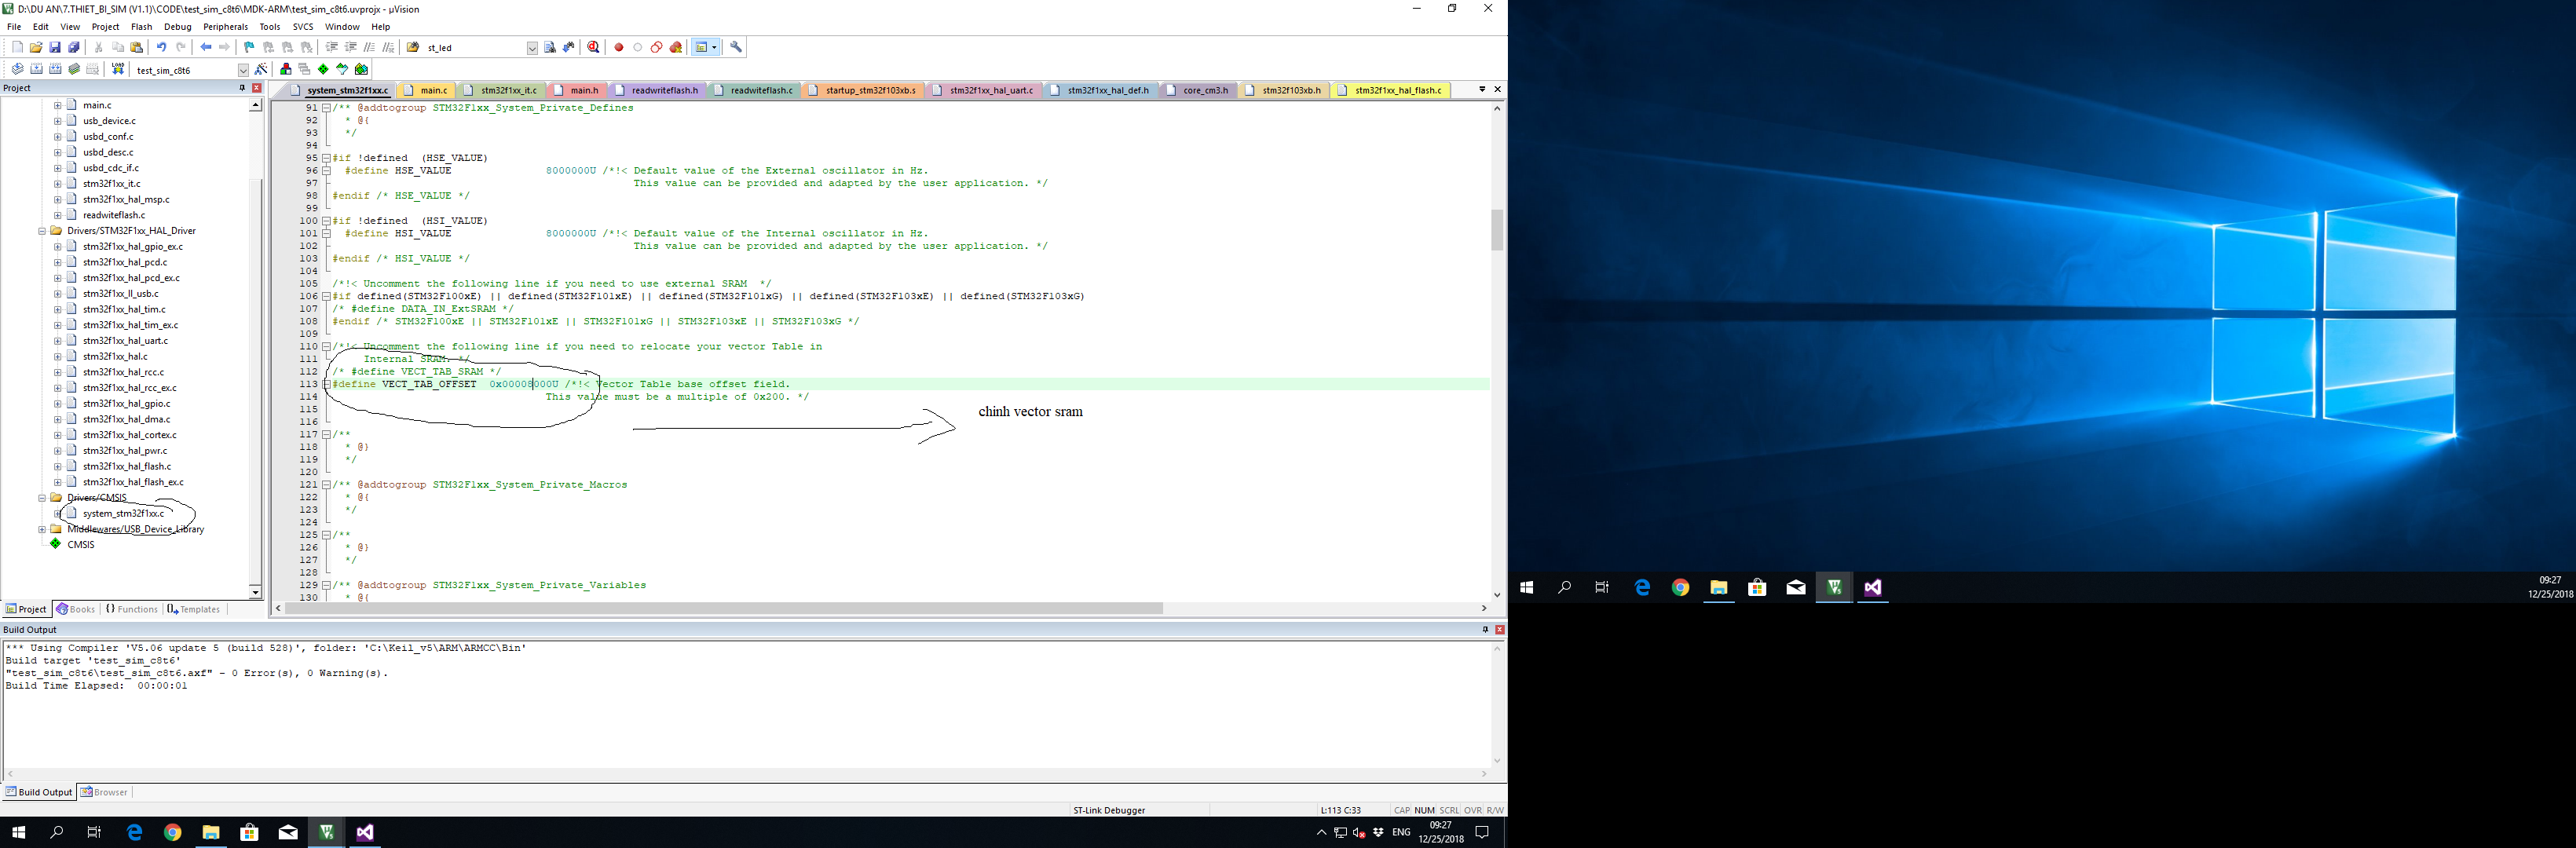 D:\DU AN\7.THIET_BI_SIM (V1.1)\CODE\test_sim_c8t6\MDK-ARM\test_sim_c8t6.uvprojx - µVision
File Edit View Project Flash Debug Peripherals Tools SVCS Window Help
st_led
LOAD test_sim_c8t6
Project
main.c
usb_device.c
usbd_conf.c
usbd_desc.c
usbd_cdc_if.c
stm32f1xx_it.c
stm32f1xx_hal_msp.c
readwiteflash.c
Drivers/STM32F1xx_HAL_Driver
stm32f1xx_hal_gpio_ex.c
stm32f1xx_hal_pcd.c
stm32f1xx_hal_pcd_ex.c
stm32f1xx_ll_usb.c
stm32f1xx_hal_tim.c
stm32f1xx_hal_tim_ex.c
stm32f1xx_hal_uart.c
stm32f1xx_hal.c
stm32f1xx_hal_rcc.c
stm32f1xx_hal_rcc_ex.c
stm32f1xx_hal_gpio.c
stm32f1xx_hal_dma.c
stm32f1xx_hal_cortex.c
stm32f1xx_hal_pwr.c
stm32f1xx_hal_flash.c
stm32f1xx_hal_flash_ex.c
Drivers/CMSIS
system_stm32f1xx.c
Middlewares/USB_Device_Library
CMSIS
Project Books {} Functions Templates
system_stm32f1xx.c main.c stm32f1xx_it.c main.h readwriteflash.h readwiteflash.c startup_stm32f103xb.s stm32f1xx_hal_uart.c stm32f1xx_hal_def.h core_cm3.h stm32f103xb.h stm32f1xx_hal_flash.c
91 /** @addtogroup STM32F1xx_System_Private_Defines
92 * @{
93 */
94
95 #if !defined (HSE_VALUE)
96 #define HSE_VALUE 8000000U /*!< Default value of the External oscillator in Hz.
97 This value can be provided and adapted by the user application. */
98 #endif /* HSE_VALUE */
99
100 #if !defined (HSI_VALUE)
101 #define HSI_VALUE 8000000U /*!< Default value of the Internal oscillator in Hz.
102 This value can be provided and adapted by the user application. */
103 #endif /* HSI_VALUE */
104
105 /*!< Uncomment the following line if you need to use external SRAM */
106 #if defined(STM32F100xE) || defined(STM32F101xE) || defined(STM32F101xG) || defined(STM32F103xE) || defined(STM32F103xG)
107 /* #define DATA_IN_ExtSRAM */
108 #endif /* STM32F100xE || STM32F101xE || STM32F101xG || STM32F103xE || STM32F103xG */
109
110 /*!< Uncomment the following line if you need to relocate your vector Table in
111 Internal SRAM. */
112 /* #define VECT_TAB_SRAM */
113 #define VECT_TAB_OFFSET 0x00008000U /*!< Vector Table base offset field.
114 This value must be a multiple of 0x200. */
115
116
117 /**
118 * @}
119 */
120
121 /** @addtogroup STM32F1xx_System_Private_Macros
122 * @{
123 */
124
125 /**
126 * @}
127 */
128
129 /** @addtogroup STM32F1xx_System_Private_Variables
130 * @{
chinh vector sram
Build Output
*** Using Compiler 'V5.06 update 5 (build 528)', folder: 'C:\Keil_v5\ARM\ARMCC\Bin'
Build target 'test_sim_c8t6'
"test_sim_c8t6\test_sim_c8t6.axf" - 0 Error(s), 0 Warning(s).
Build Time Elapsed: 00:00:01
Build Output Browser
ST-Link Debugger L:113 C:33 CAP NUM SCRL OVR R/W
ENG 09:27
12/25/2018
09:27
12/25/2018